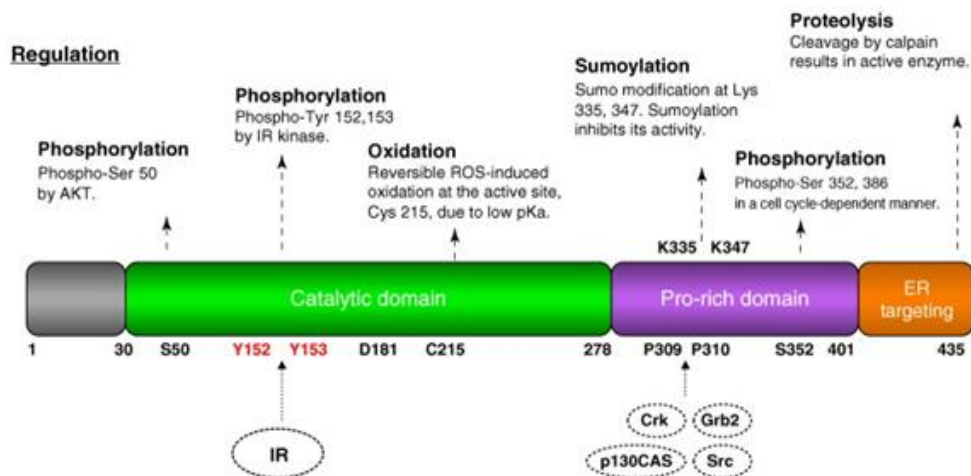 Regulation
Proteolysis
Cleavage by calpain
results in active enzyme.
Sumoylation
Sumo modification at Lys
335, 347. Sumoylation
inhibits its activity.
Phosphorylation
Phospho-Tyr 152,153
by IR kinase.
Phosphorylation
Phospho-Ser 50
by AKT.
Oxidation
Reversible ROS-induced
oxidation at the active site,
Cys 215, due to low pKa.
Phosphorylation
Phospho-Ser 352, 386
in a cell cycle-dependent manner.
K335 K347
Catalytic domain
Pro-rich domain
ER
targeting
1 30 S50 Y152 Y153 D181 C215 278 P309 P310 S352 401 435
IR
Crk Grb2
p130CAS Src